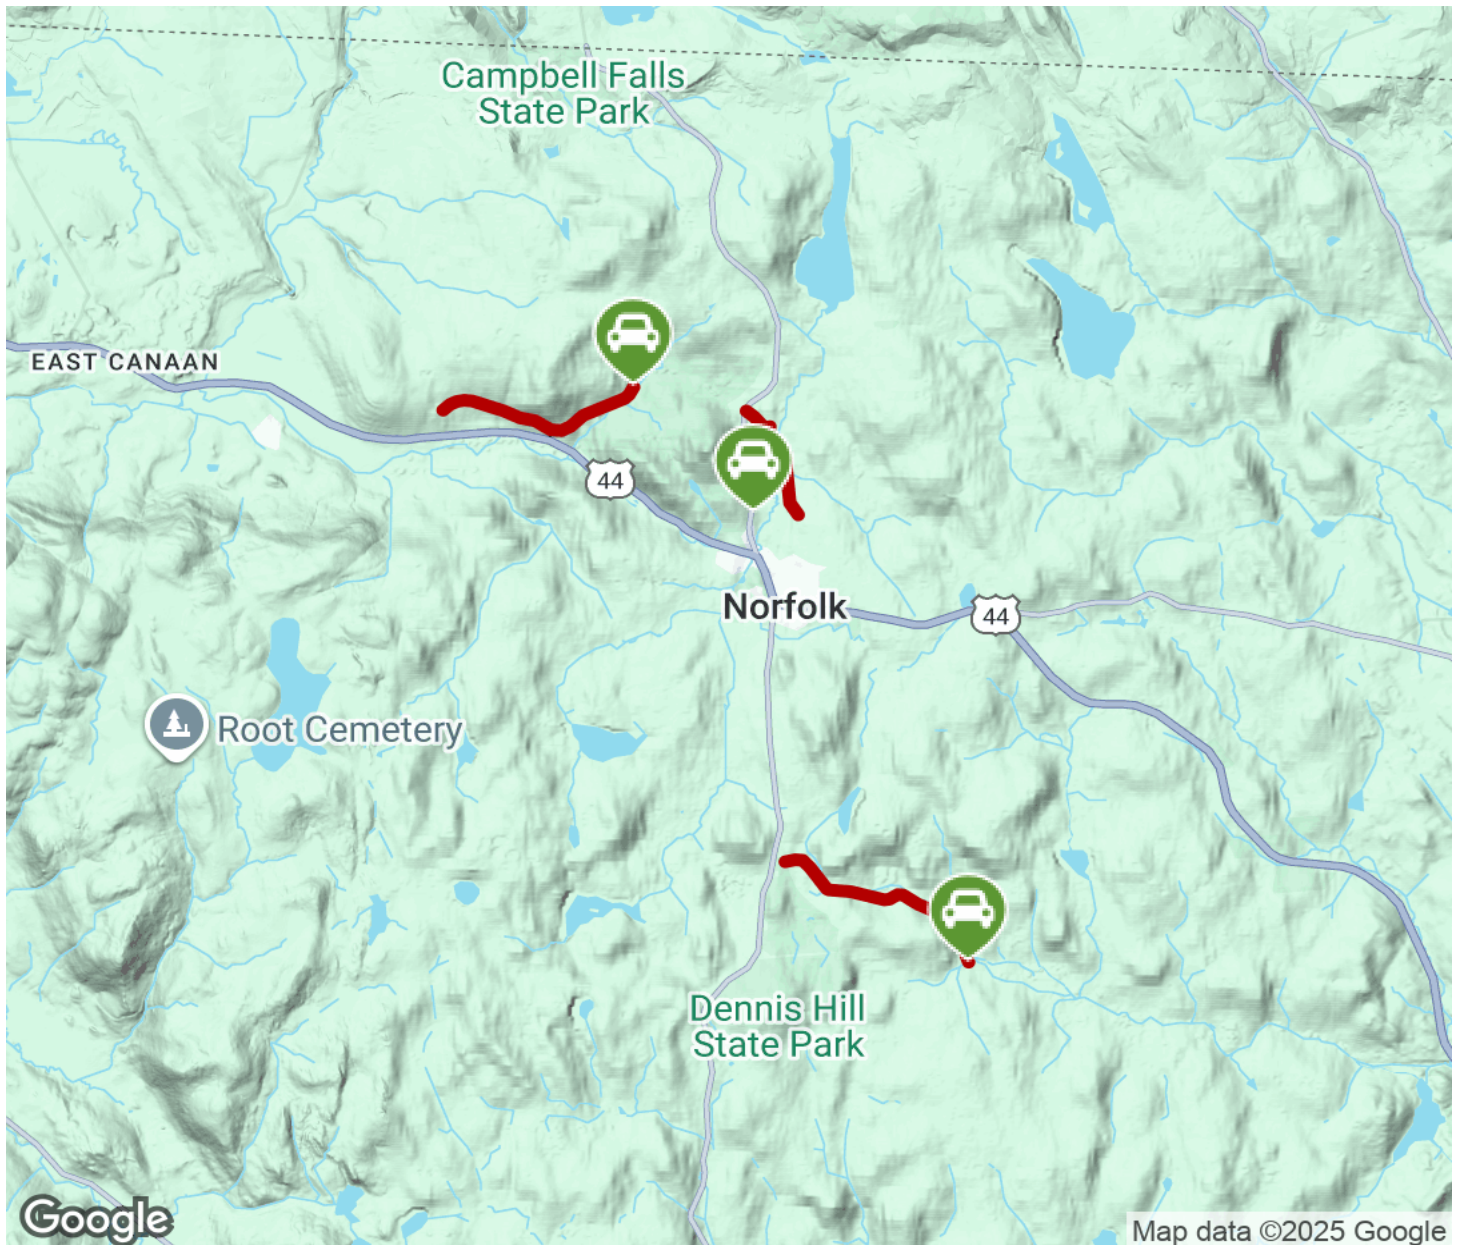 Campbell Falls
State Park
EAST CANAAN
44
Norfolk
44
Root Cemetery
Dennis Hill
State Park
Google
Map data ©2025 Google